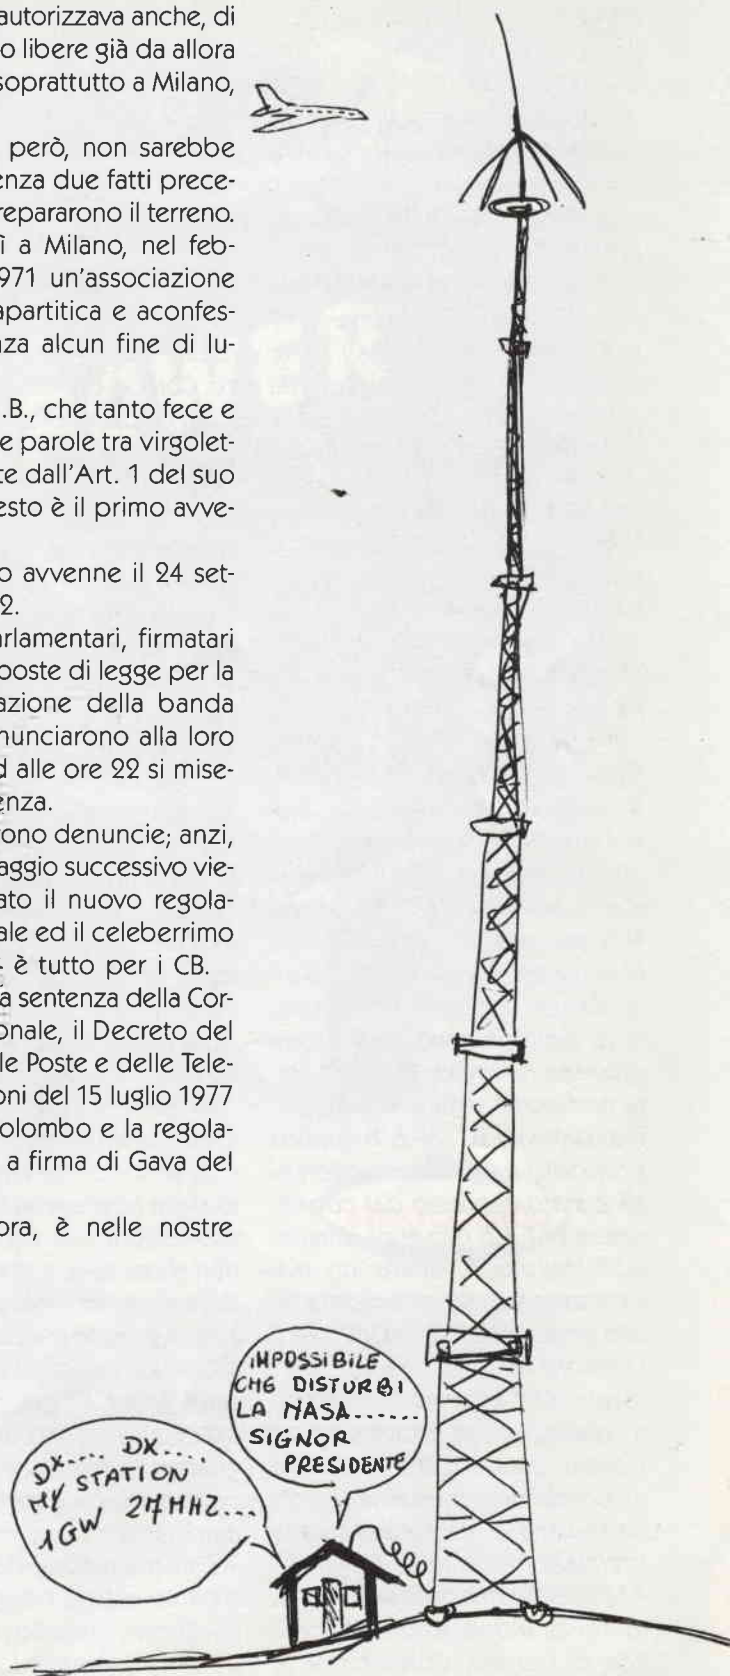 autorizzava anche, di
o libere già da allora
soprattutto a Milano,
però, non sarebbe
enza due fatti prece-
repararono il terreno.
ì a Milano, nel feb-
971 un'associazione
apartitica e aconfes-
nza alcun fine di lu-
.B., che tanto fece e
e parole tra virgolet-
te dall'Art. 1 del suo
esto è il primo avve-
o avvenne il 24 set-
2.
arlamentari, firmatari
poste di legge per la
azione della banda
nunciarono alla loro
d alle ore 22 si mise-
enza.
rono denuncie; anzi,
aggio successivo vie-
ato il nuovo regola-
ale ed il celeberrimo
è tutto per i CB.
a sentenza della Cor-
onale, il Decreto del
le Poste e delle Tele-
oni del 15 luglio 1977
olombo e la regola-
a firma di Gava del
ora, è nelle nostre
IMPOSSIBILE
CHE DISTURBI
LA NASA......
SIGNOR
PRESIDENTE
DX.... DX....
MY STATION
1GW 27MHZ...